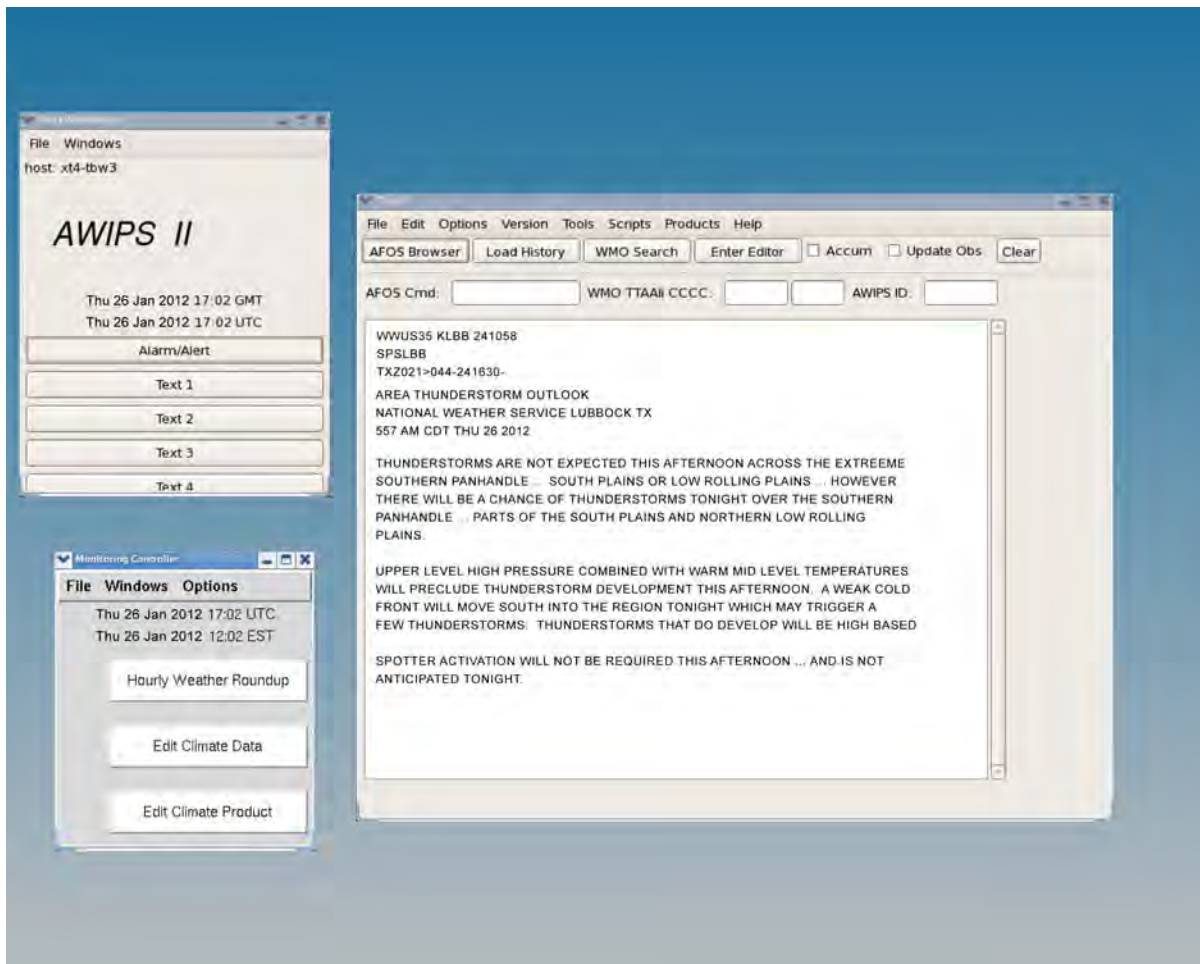 File Windows
host: xt4-tbw3
AWIPS II
Thu 26 Jan 2012 17:02 GMT
Thu 26 Jan 2012 17:02 UTC
Alarm/Alert
Text 1
Text 2
Text 3
Text 4
Monitoring Controller
File Windows Options
Thu 26 Jan 2012 17:02 UTC
Thu 26 Jan 2012 12:02 EST
Hourly Weather Roundup
Edit Climate Data
Edit Climate Product
File Edit Options Version Tools Scripts Products Help
AFOS Browser Load History WMO Search Enter Editor Accum Update Obs Clear
AFOS Cmd: WMO TTAAii CCCC: AWIPS ID:
WWUS35 KLBB 241058
SPSLBB
TXZ021>044-241630-
AREA THUNDERSTORM OUTLOOK
NATIONAL WEATHER SERVICE LUBBOCK TX
557 AM CDT THU 26 2012
THUNDERSTORMS ARE NOT EXPECTED THIS AFTERNOON ACROSS THE EXTREEME
SOUTHERN PANHANDLE ... SOUTH PLAINS OR LOW ROLLING PLAINS ... HOWEVER
THERE WILL BE A CHANCE OF THUNDERSTORMS TONIGHT OVER THE SOUTHERN
PANHANDLE ... PARTS OF THE SOUTH PLAINS AND NORTHERN LOW ROLLING
PLAINS.
UPPER LEVEL HIGH PRESSURE COMBINED WITH WARM MID LEVEL TEMPERATURES
WILL PRECLUDE THUNDERSTORM DEVELOPMENT THIS AFTERNOON. A WEAK COLD
FRONT WILL MOVE SOUTH INTO THE REGION TONIGHT WHICH MAY TRIGGER A
FEW THUNDERSTORMS. THUNDERSTORMS THAT DO DEVELOP WILL BE HIGH BASED
SPOTTER ACTIVATION WILL NOT BE REQUIRED THIS AFTERNOON ... AND IS NOT
ANTICIPATED TONIGHT.